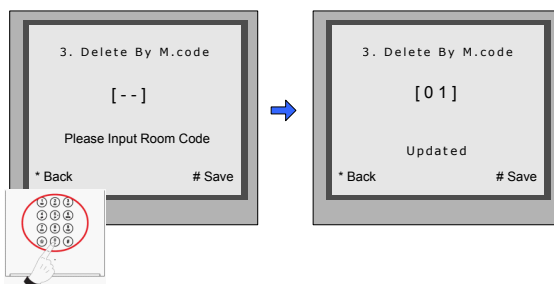 3. Delete By M.code
[--]
Please Input Room Code
* Back # Save
3. Delete By M.code
[01]
Updated
* Back # Save